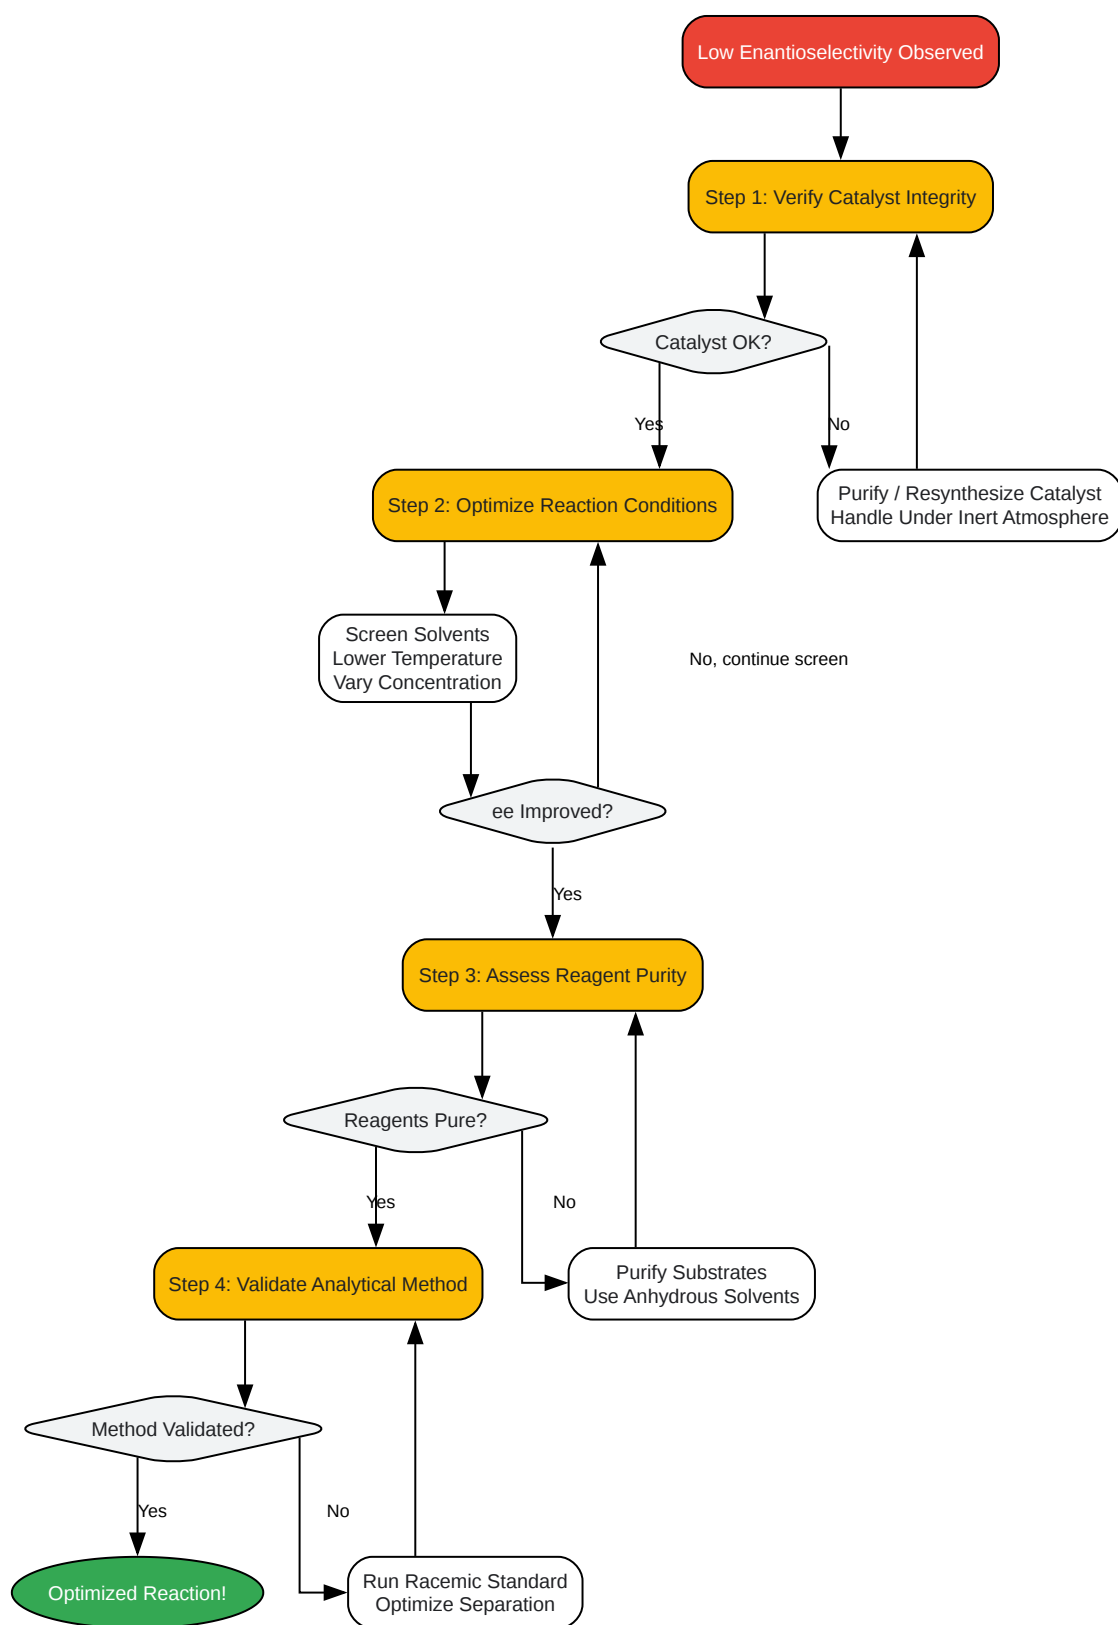 Low Enantioselectivity Observed
Step 1: Verify Catalyst Integrity
Catalyst OK?
Yes
No
Step 2: Optimize Reaction Conditions
Purify / Resynthesize Catalyst
Handle Under Inert Atmosphere
Screen Solvents
Lower Temperature
Vary Concentration
No, continue screen
ee Improved?
Yes
Step 3: Assess Reagent Purity
Reagents Pure?
Yes
No
Step 4: Validate Analytical Method
Purify Substrates
Use Anhydrous Solvents
Method Validated?
Yes
No
Optimized Reaction!
Run Racemic Standard
Optimize Separation